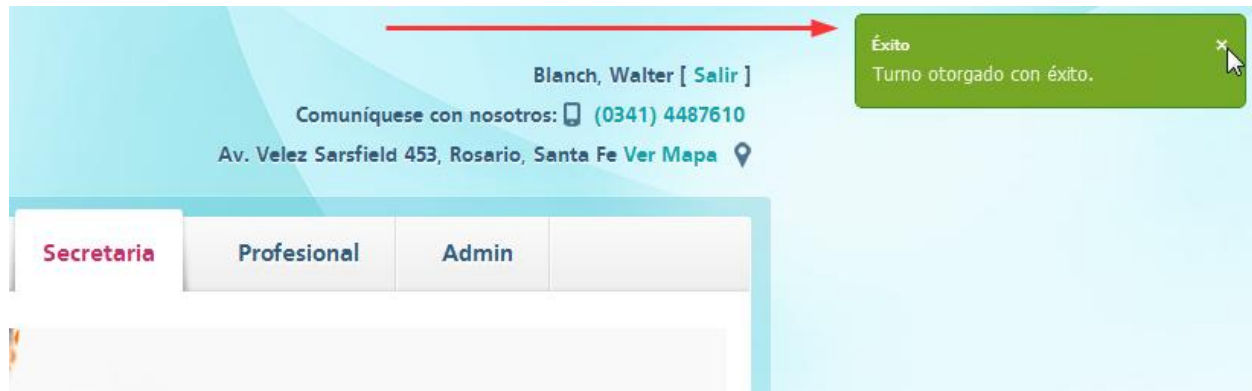 Éxito ×
Turno otorgado con éxito.
Blanch, Walter [ Salir ]
Comuníquese con nosotros: (0341) 4487610
Av. Velez Sarsfield 453, Rosario, Santa Fe Ver Mapa
Secretaria Profesional Admin